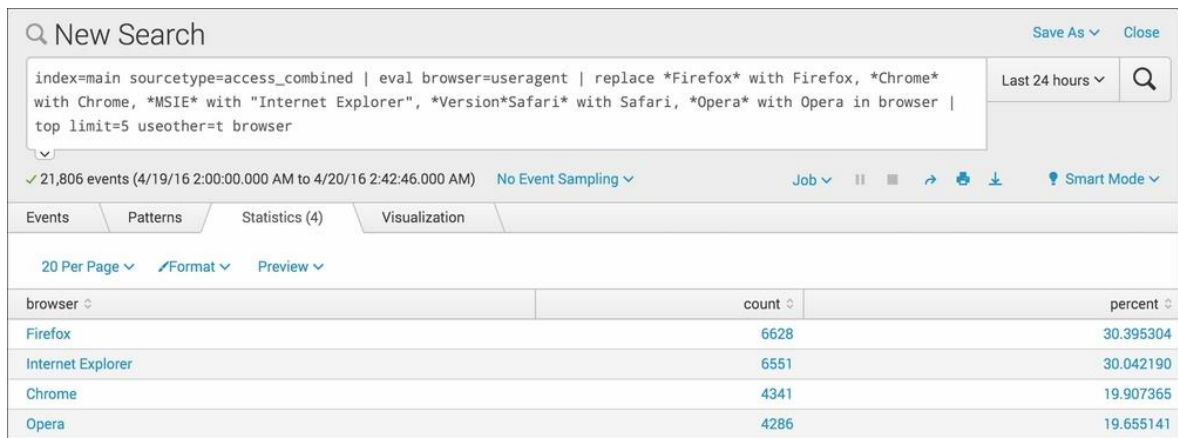 New Search
Save As
Close
index=main sourcetype=access_combined | eval browser=useragent | replace *Firefox* with Firefox, *Chrome*
with Chrome, *MSIE* with "Internet Explorer", *Version*Safari* with Safari, *Opera* with Opera in browser |
top limit=5 useother=t browser
Last 24 hours
21,806 events (4/19/16 2:00:00.000 AM to 4/20/16 2:42:46.000 AM) No Event Sampling Job Smart Mode
Events Patterns Statistics (4) Visualization
20 Per Page Format Preview
browser count percent
Firefox 6628 30.395304
Internet Explorer 6551 30.042190
Chrome 4341 19.907365
Opera 4286 19.655141